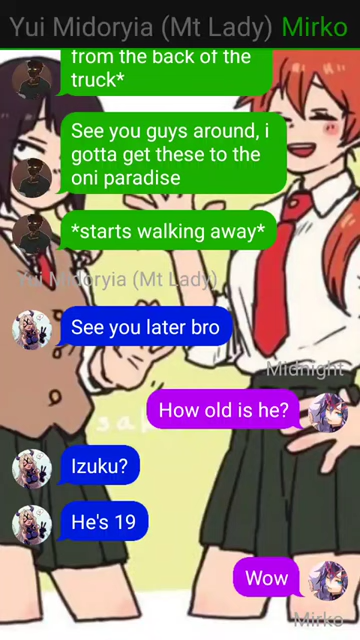 Yui Midoryia (Mt Lady) Mirko
from the back of the
truck*
See you guys around, i
gotta get these to the
oni paradise
*starts walking away*
Yui Midoryia (Mt Lady)
See you later bro
Midnight
How old is he?
Izuku?
He's 19
Wow
Mirko